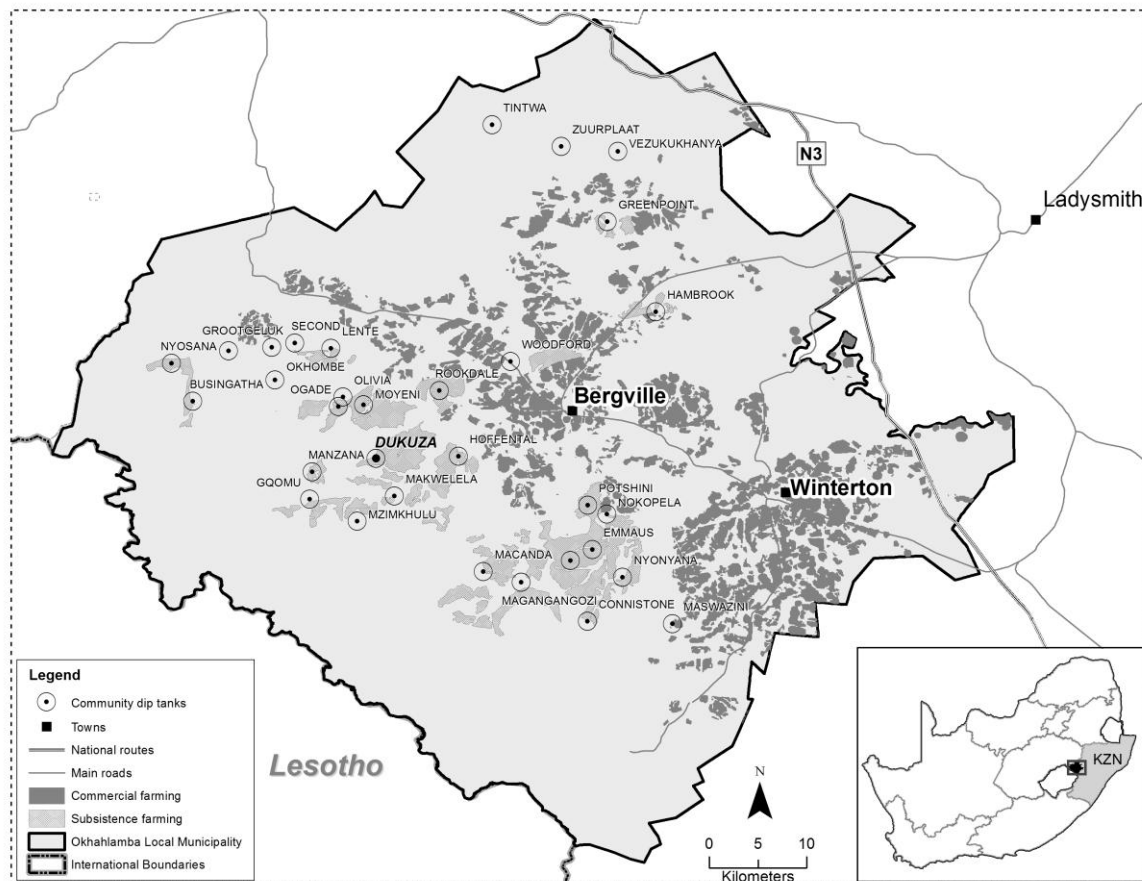 TINTWA
ZUURPLAAT
VEZUKUKHANYA
N3
Ladysmith
GREENPOINT
HAMBROOK
GROOTGELUK
SECOND
LENTE
NYOSANA
WOODFORD
OKHOMBE
BUSINGATHA
OGADE
OLIVIA
ROOKDALE
MOYENI
Bergville
DUKUZA
HOFFENTAL
MANZANA
GQOMU
MAKWELELA
POTSHINI
Winterton
NOKOPELA
MZIMKHULU
EMMAUS
MACANDA
NYONYANA
MAGANGANGOZI
CONNISTONE
MASWAZINI
Lesotho
Legend
Community dip tanks
Towns
National routes
Main roads
Commercial farming
Subsistence farming
Okhahlamba Local Municipality
International Boundaries
N
0 5 10
Kilometers
KZN